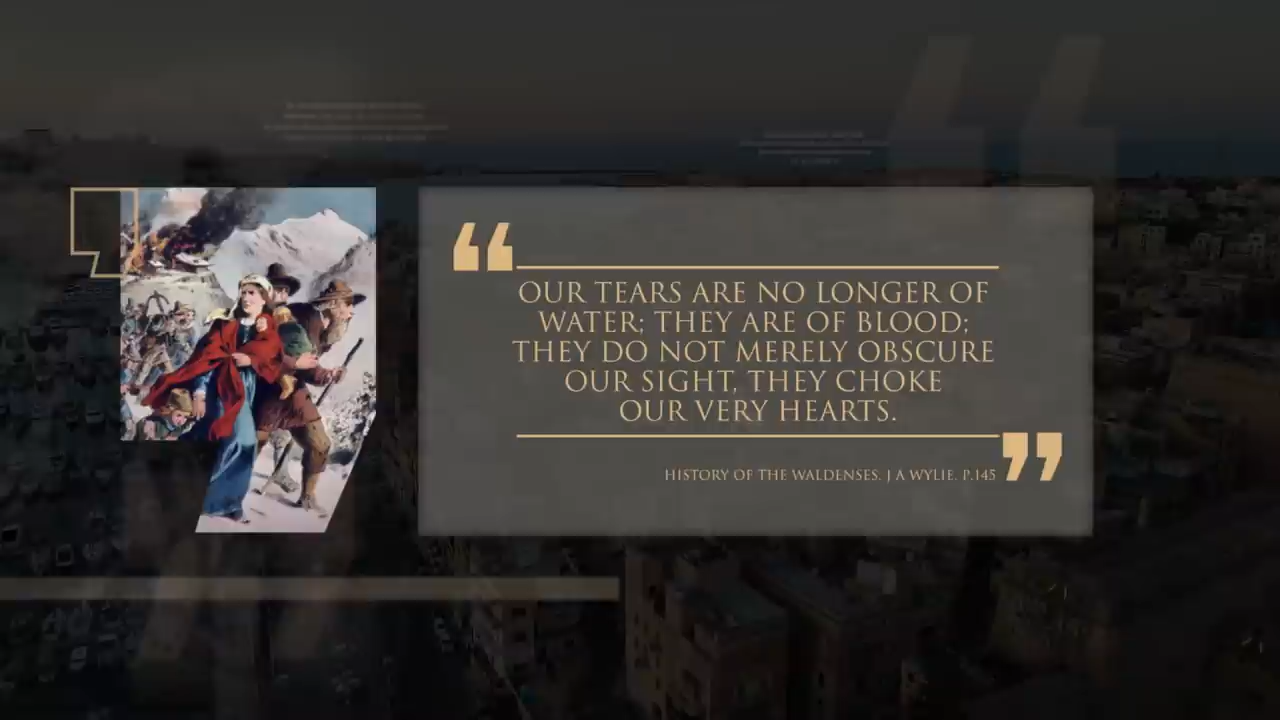 “
OUR TEARS ARE NO LONGER OF
WATER; THEY ARE OF BLOOD;
THEY DO NOT MERELY OBSCURE
OUR SIGHT, THEY CHOKE
OUR VERY HEARTS.
”
HISTORY OF THE WALDENSES. J A WYLIE. P.145